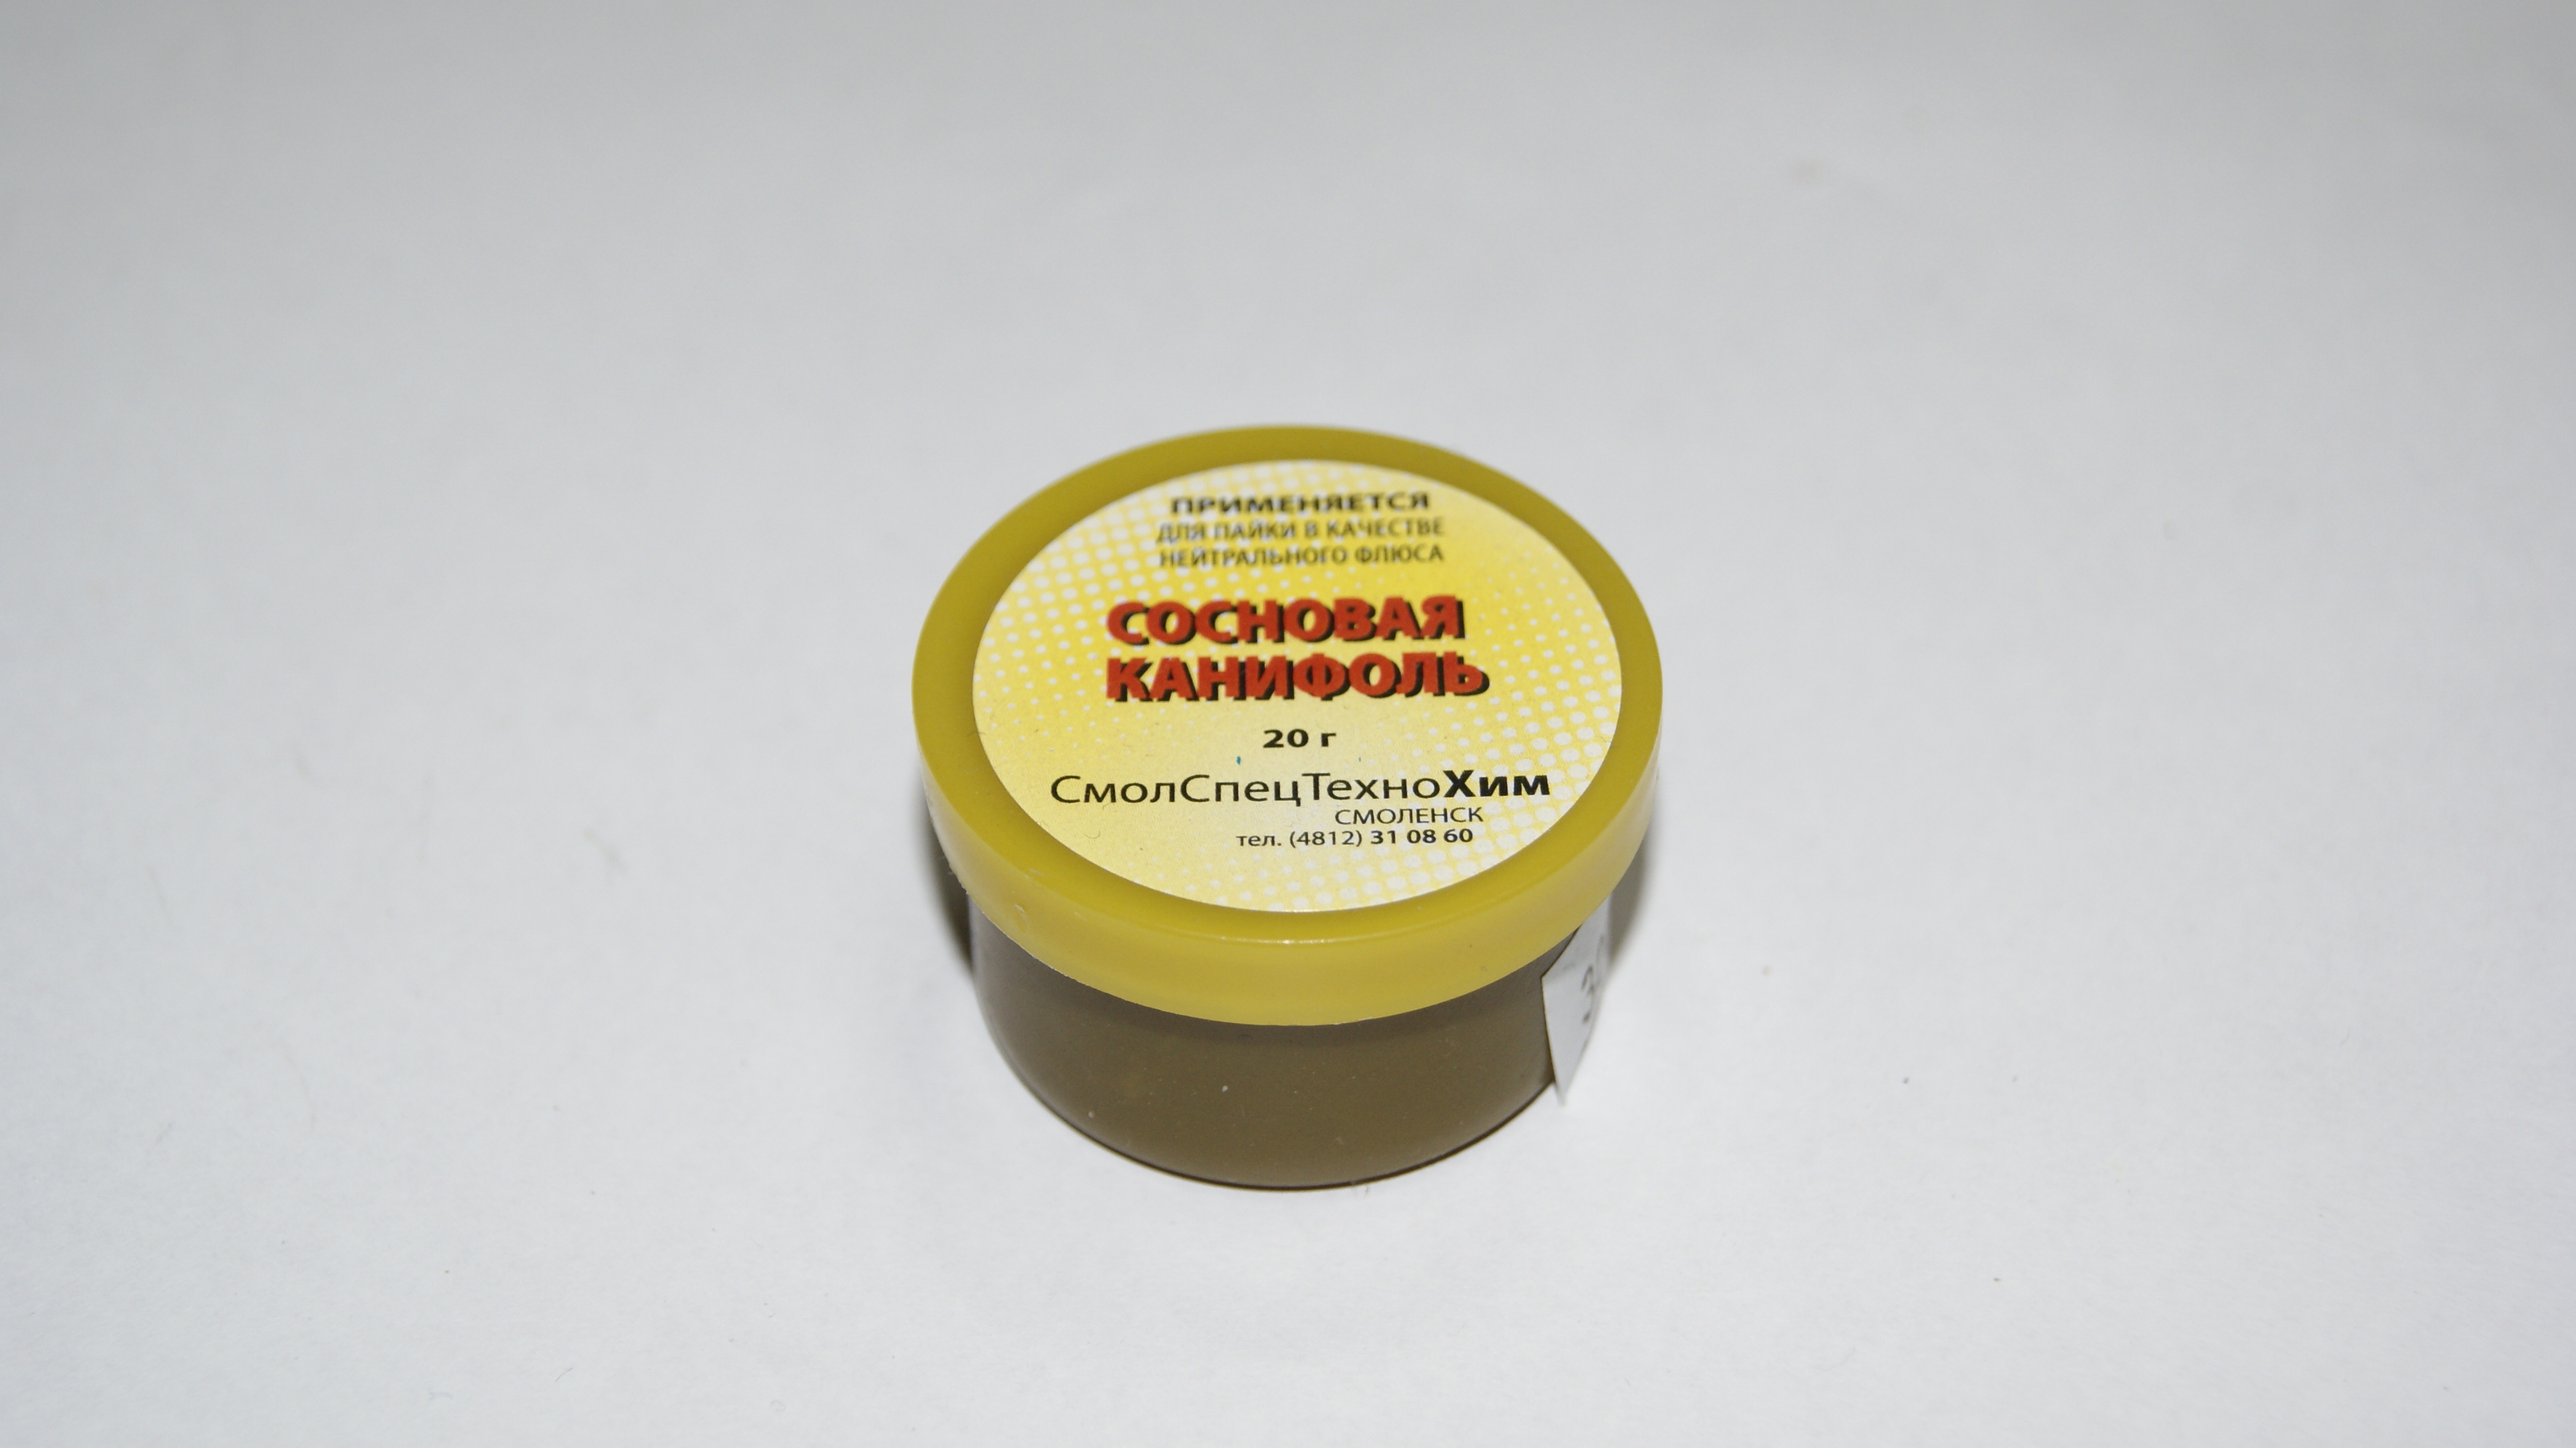 ПРИМЕНЯЕТСЯ
ДЛЯ ПАЙКИ В КАЧЕСТВЕ
НЕЙТРАЛЬНОГО ФЛЮСА
СОСНОВАЯ
КАНИФОЛЬ
20 г
СмолСпецТехноХим
СМОЛЕНСК
тел. (4812) 31 08 60